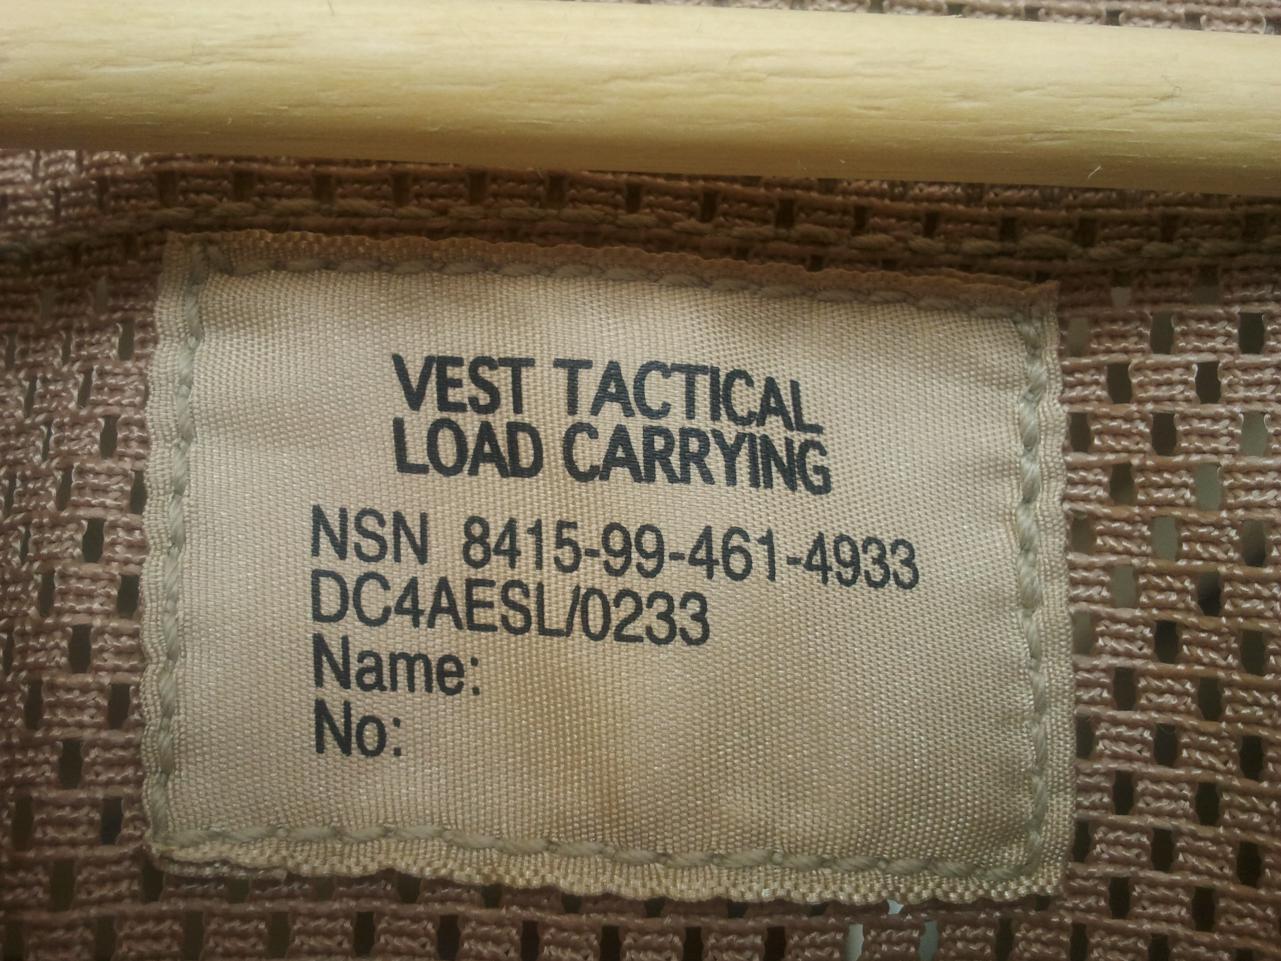 VEST TACTICAL
LOAD CARRYING
NSN 8415-99-461-4933
DC4AESL/0233
Name:
No: